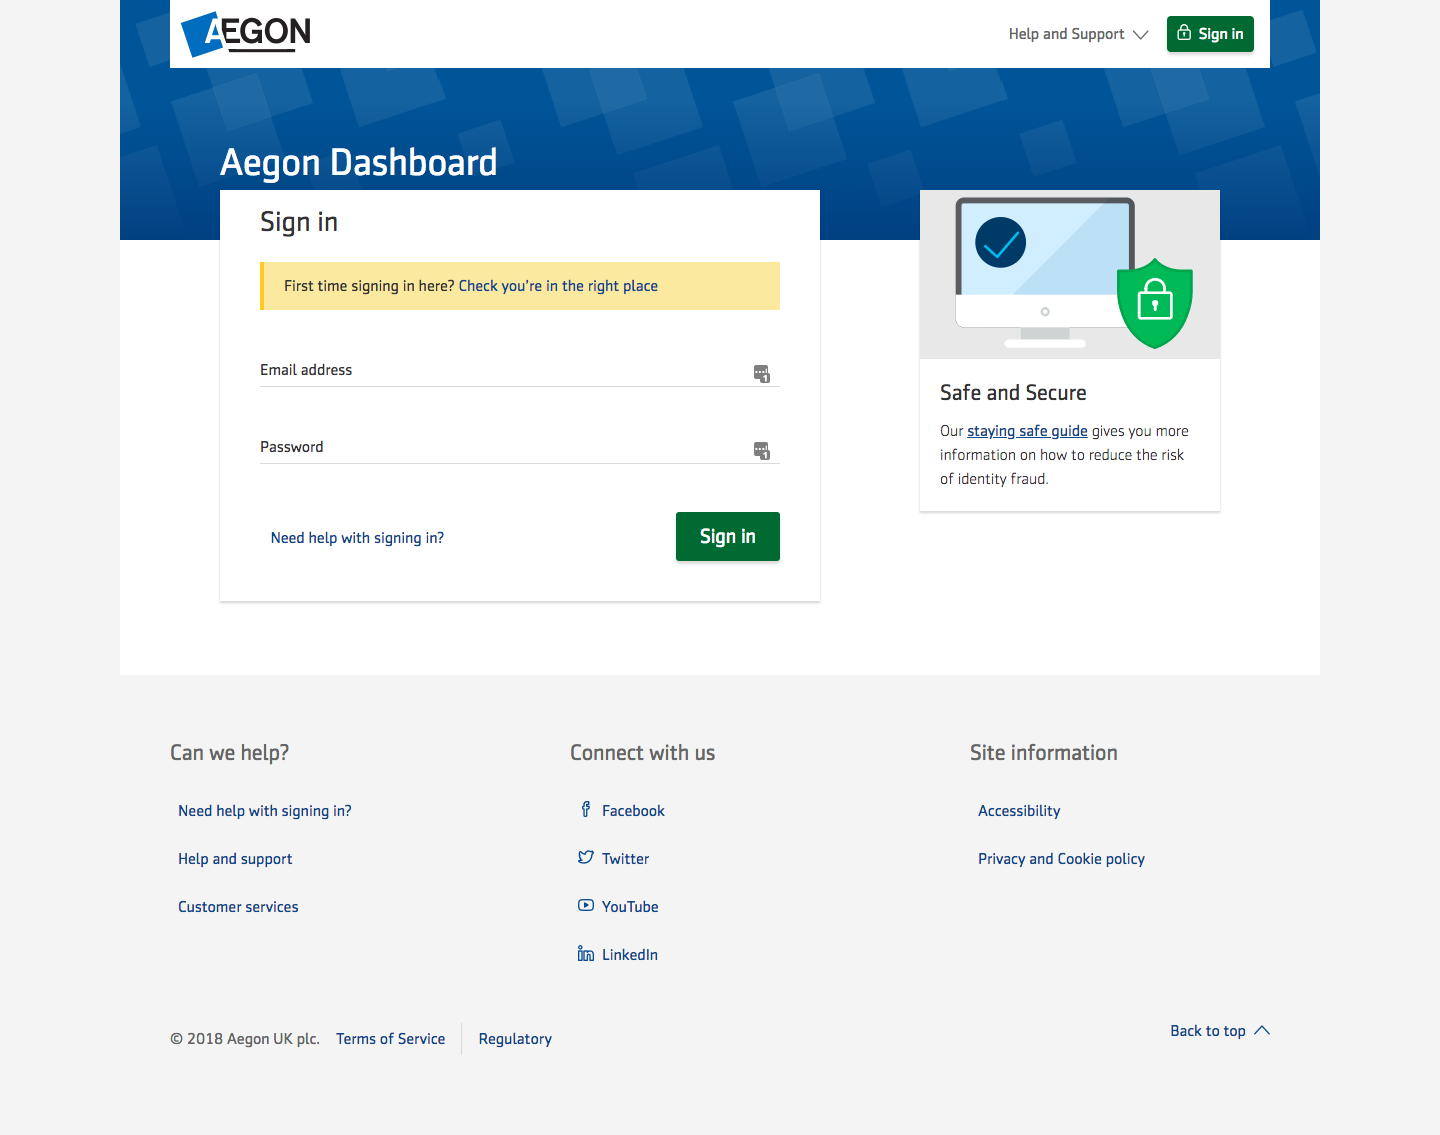 AEGON
Help and Support
Sign in
Aegon Dashboard
Sign in
First time signing in here? Check you're in the right place
Email address
1
Password
1
Need help with signing in?
Sign in
Safe and Secure
Our staying safe guide gives you more
information on how to reduce the risk
of identity fraud.
Can we help?
Need help with signing in?
Help and support
Customer services
Connect with us
Facebook
Twitter
YouTube
LinkedIn
Site information
Accessibility
Privacy and Cookie policy
© 2018 Aegon UK plc.
Terms of Service
Regulatory
Back to top